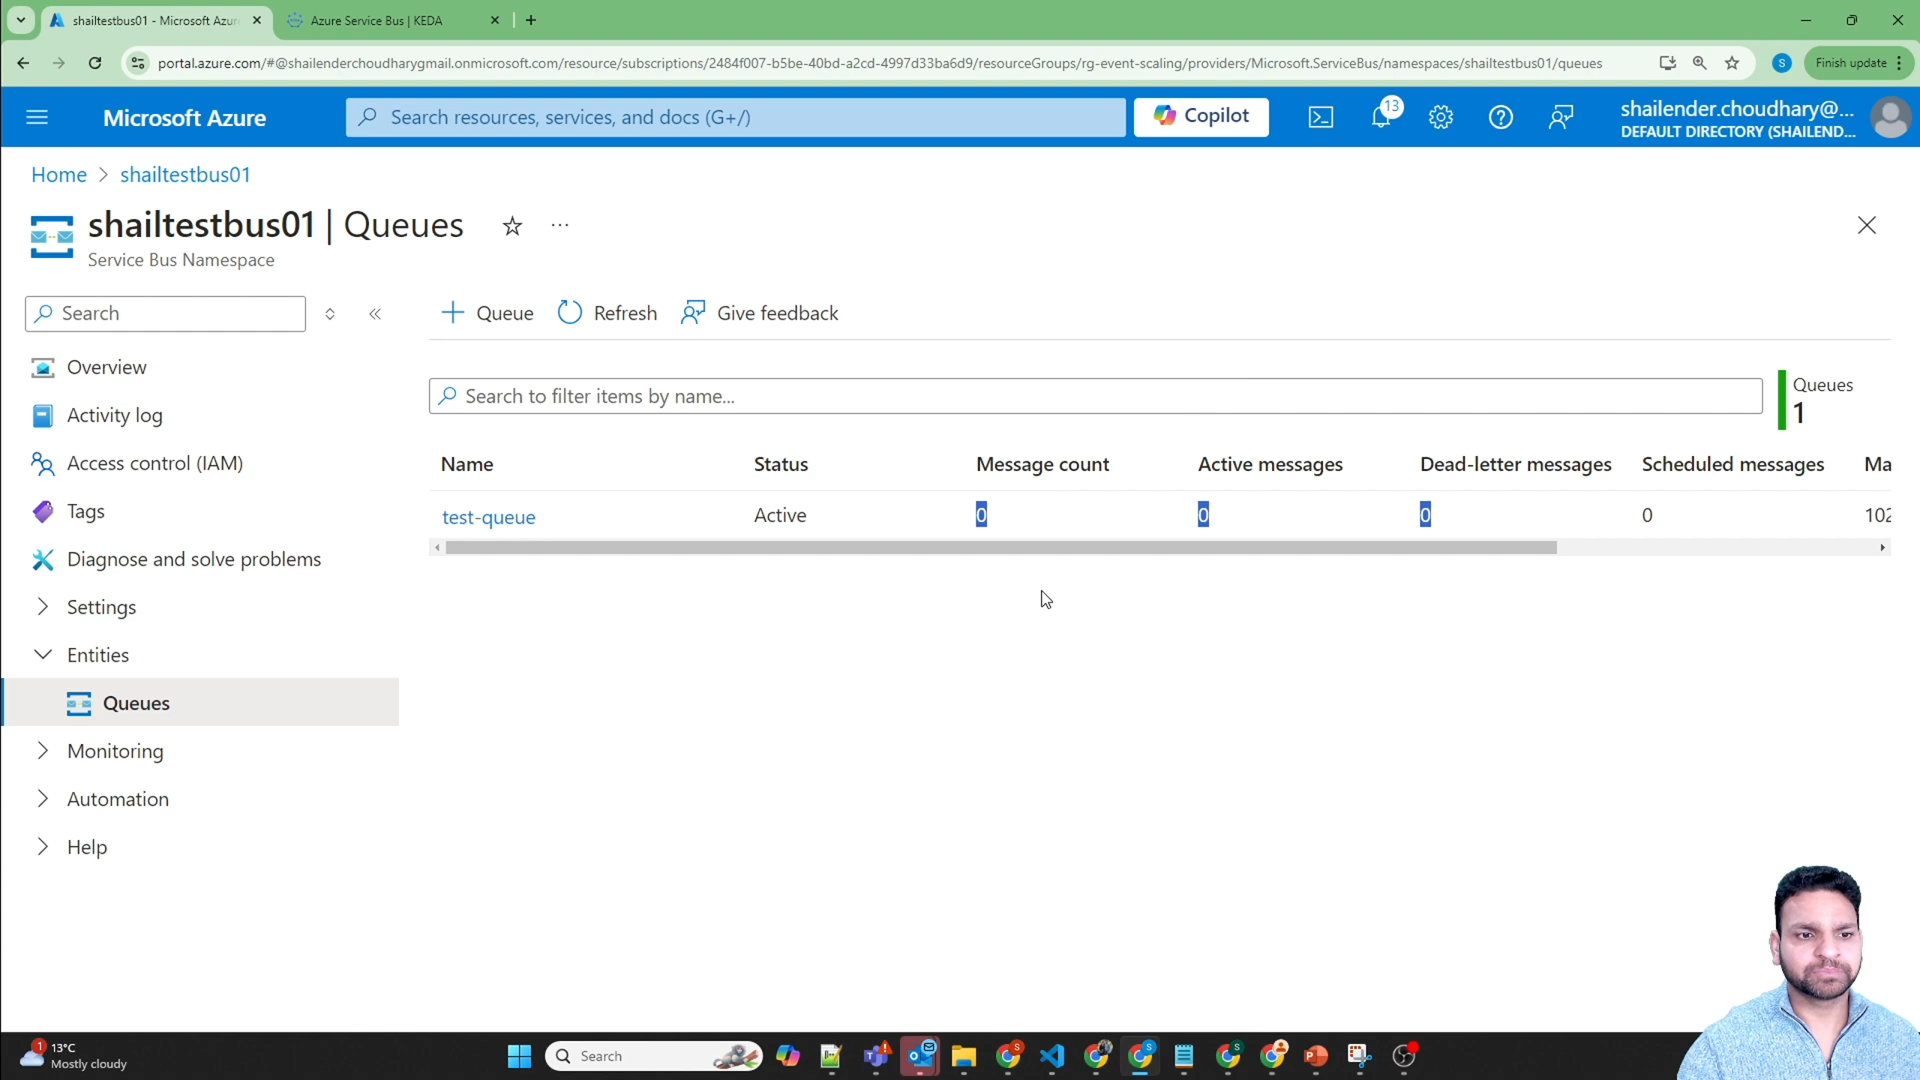 shailtestbus01 - Microsoft Azur
Azure Service Bus | KEDA
portal.azure.com/#@shailenderchoudharygmail.onmicrosoft.com/resource/subscriptions/2484f007-b5be-40bd-a2cd-4997d33ba6d9/resourceGroups/rg-event-scaling/providers/Microsoft.ServiceBus/namespaces/shailtestbus01/queues
S
Finish update
Microsoft Azure
Search resources, services, and docs (G+/)
Copilot
13
shailender.choudhary@...
DEFAULT DIRECTORY (SHAILEND...
Home > shailtestbus01
shailtestbus01 | Queues
Service Bus Namespace
Search
Queue
Refresh
Give feedback
Overview
Activity log
Access control (IAM)
Tags
Diagnose and solve problems
Settings
Entities
Queues
Monitoring
Automation
Help
Search to filter items by name...
Queues
1
Name Status Message count Active messages Dead-letter messages Scheduled messages Ma
test-queue Active 0 0 0 0 102
1
13°C
Mostly cloudy
Search